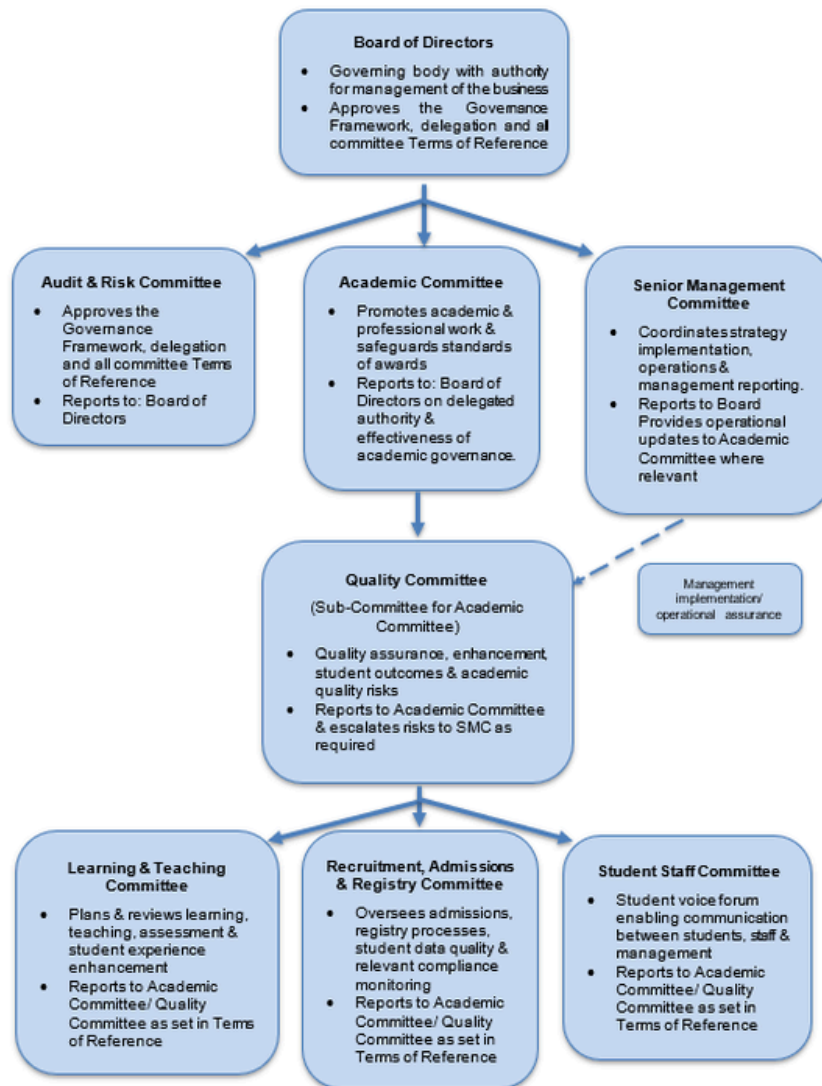 Board of Directors
• Governing body with authority
for management of the business
• Approves the Governance
Framework, delegation and all
committee Terms of Reference
Audit & Risk Committee
• Approves the
Governance
Framework, delegation
and all committee Terms
of Reference
• Reports to: Board of
Directors
Academic Committee
• Promotes academic &
professional work &
safeguards standards
of awards
• Reports to: Board of
Directors on delegated
authority &
effectiveness of
academic governance.
Senior Management
Committee
• Coordinates strategy
implementation,
operations &
management reporting.
• Reports to Board
Provides operational
updates to Academic
Committee where
relevant
Quality Committee
(Sub-Committee for Academic
Committee)
• Quality assurance, enhancement,
student outcomes & academic
quality risks
• Reports to Academic Committee
& escalates risks to SMC as
required
Management
implementation/
operational assurance
Learning & Teaching
Committee
• Plans & reviews learning,
teaching, assessment &
student experience
enhancement
• Reports to Academic
Committee/ Quality
Committee as set in Terms
of Reference
Recruitment, Admissions
& Registry Committee
• Oversees admissions,
registry processes,
student data quality &
relevant compliance
monitoring
• Reports to Academic
Committee/ Quality
Committee as set in
Terms of Reference
Student Staff Committee
• Student voice forum
enabling communication
between students, staff &
management
• Reports to Academic
Committee/ Quality
Committee as set in
Terms of Reference